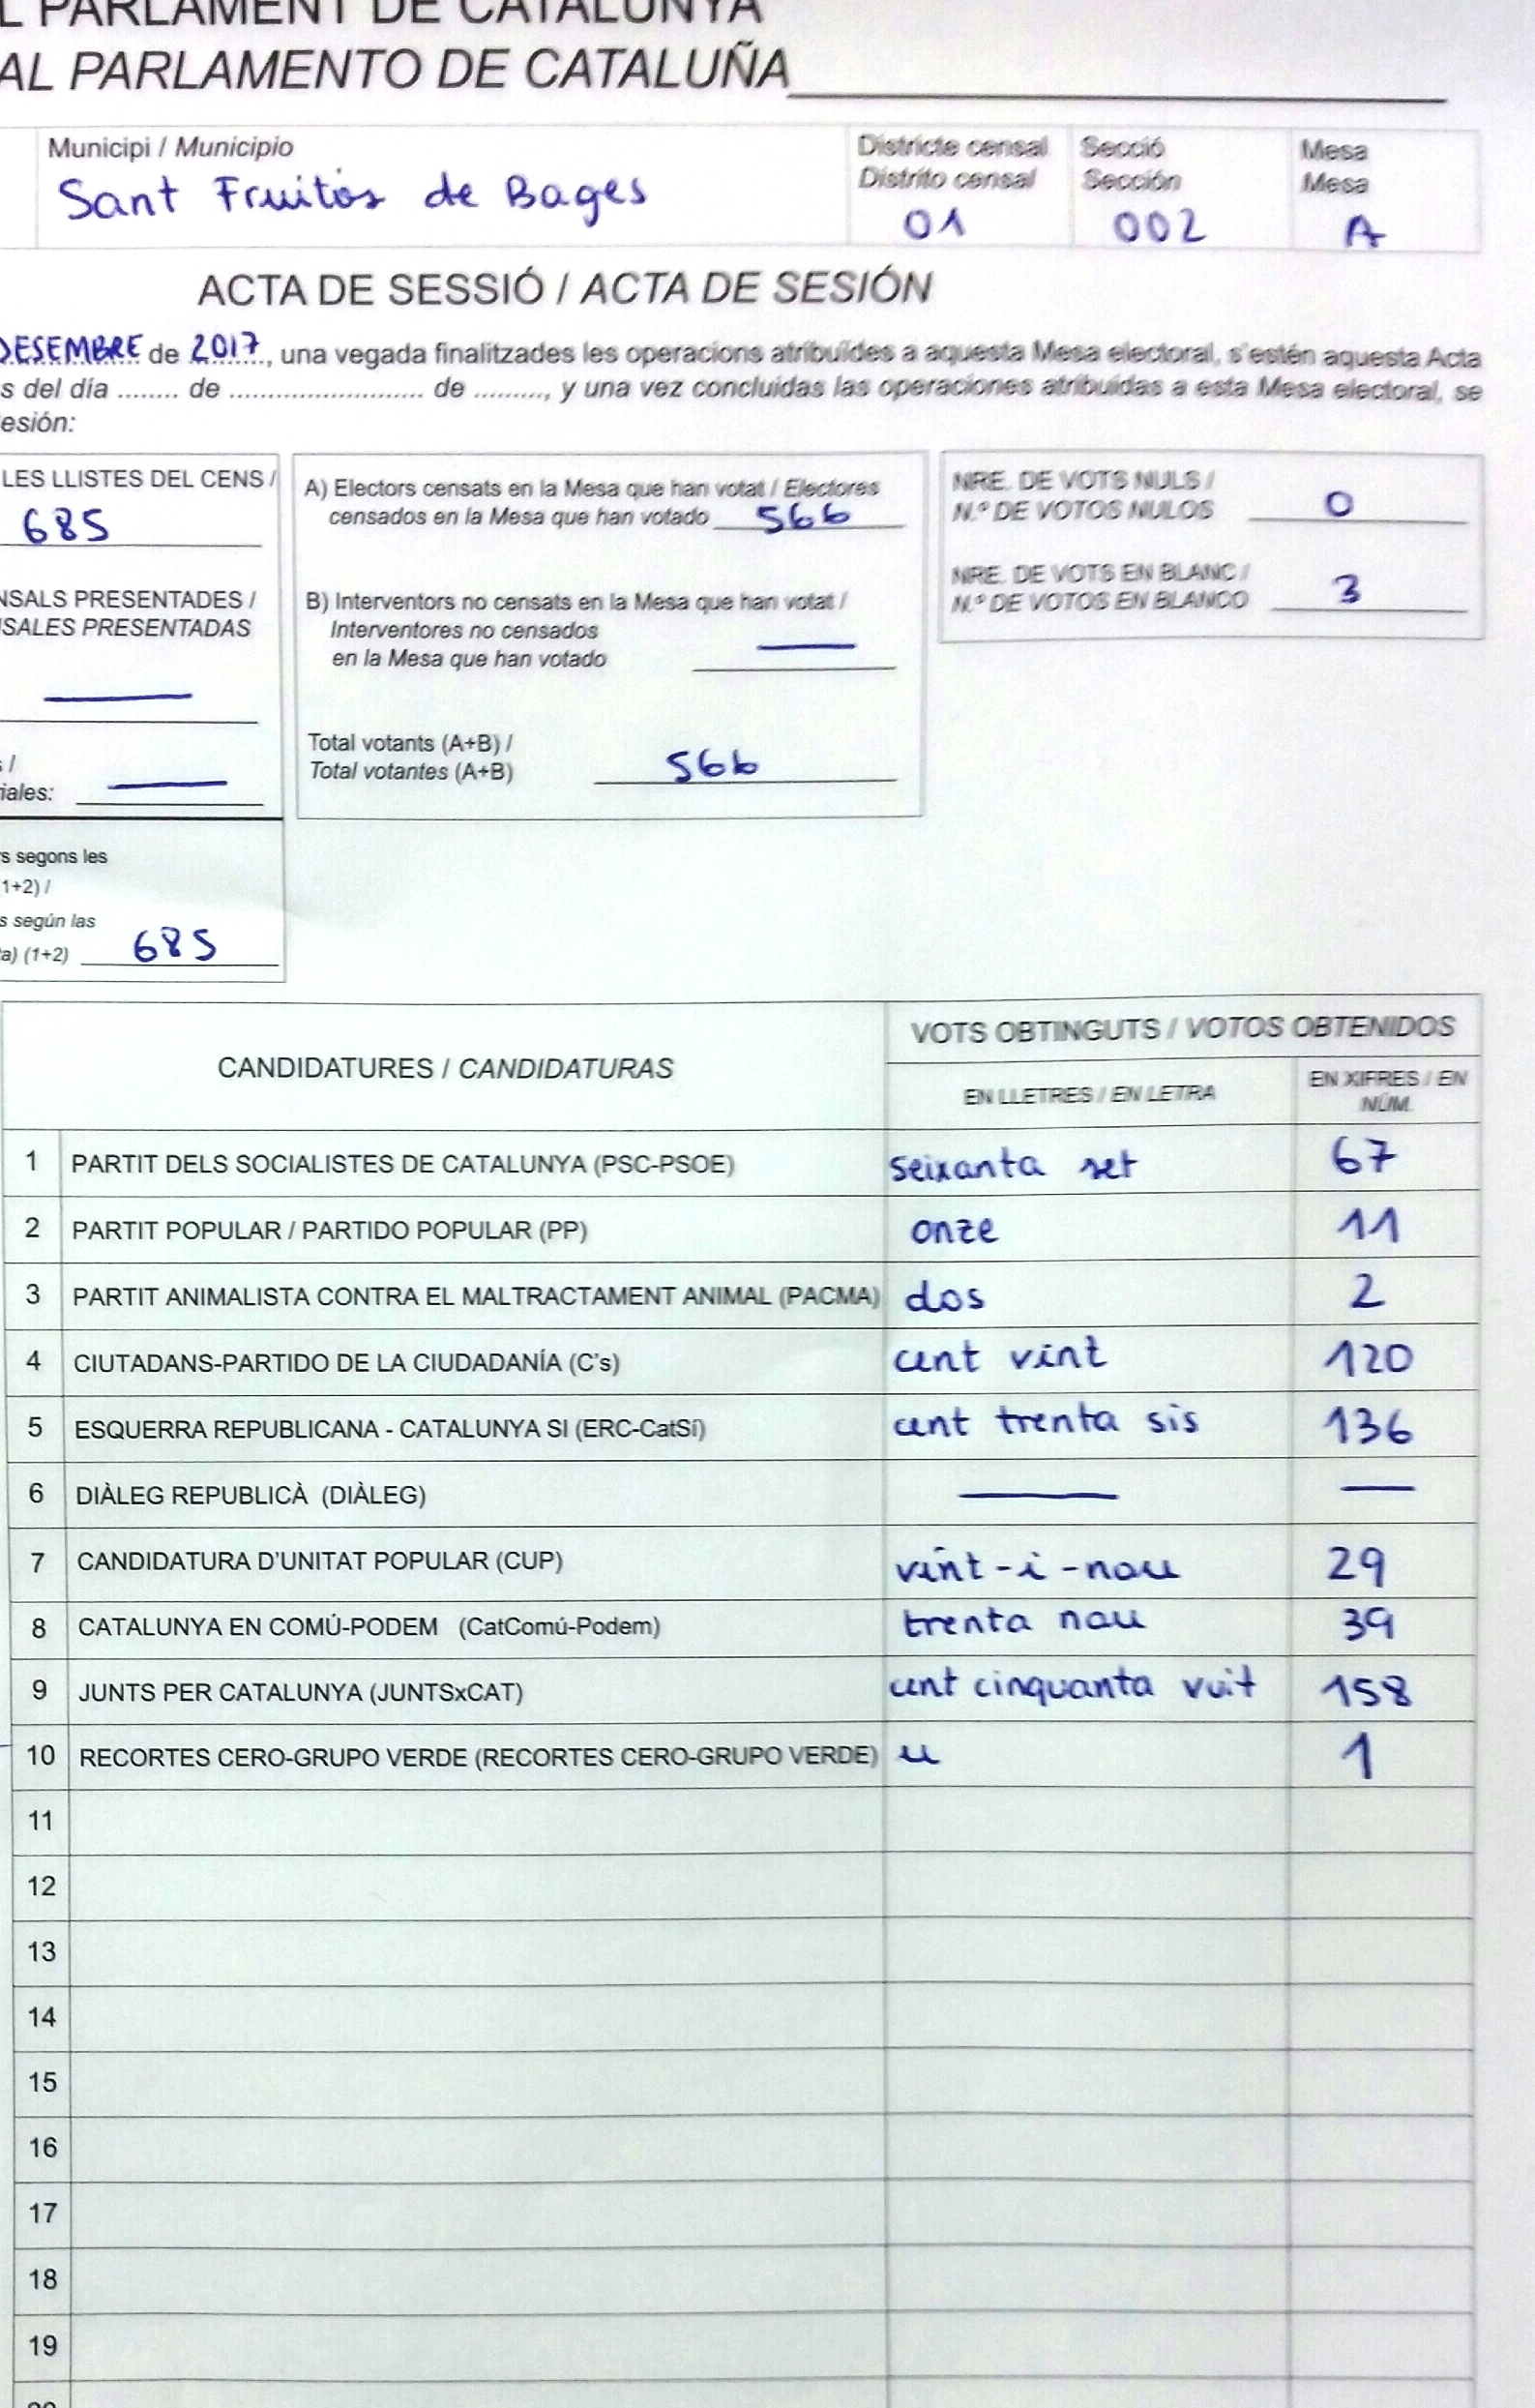 L PARLAMENT DE CATALUNYA
AL PARLAMENTO DE CATALUÑA
Municipi / Municipio
Sant Fruitós de Bages
Districte censal
Distrito censal
01
Secció
Sección
002
Mesa
Mesa
A
ACTA DE SESSIÓ / ACTA DE SESIÓN
DESEMBRE de 2017, una vegada finalitzades les operacions atribuïdes a aquesta Mesa electoral, s'estén aquesta Acta
s del día ........ de ........................ de ........., y una vez concluidas las operaciones atribuidas a esta Mesa electoral, se
esión:
LES LLISTES DEL CENS /
685
NSALS PRESENTADES /
SALES PRESENTADAS
s /
iales:
s segons les
1+2) /
s según las
a) (1+2) 685
A) Electors censats en la Mesa que han votat / Electores
censados en la Mesa que han votado 566
B) Interventors no censats en la Mesa que han votat /
Interventores no censados
en la Mesa que han votado —
Total votants (A+B) /
Total votantes (A+B) 566
NRE. DE VOTS NULS /
N.º DE VOTOS NULOS 0
NRE. DE VOTS EN BLANC /
N.º DE VOTOS EN BLANCO 3
CANDIDATURES / CANDIDATURAS
VOTS OBTINGUTS / VOTOS OBTENIDOS
EN LLETRES / EN LETRA
EN XIFRES / EN
NÚM.
1 PARTIT DELS SOCIALISTES DE CATALUNYA (PSC-PSOE) seixanta set 67
2 PARTIT POPULAR / PARTIDO POPULAR (PP) onze 11
3 PARTIT ANIMALISTA CONTRA EL MALTRACTAMENT ANIMAL (PACMA) dos 2
4 CIUTADANS-PARTIDO DE LA CIUDADANÍA (C's) cent vint 120
5 ESQUERRA REPUBLICANA - CATALUNYA SI (ERC-CatSí) cent trenta sis 136
6 DIÀLEG REPUBLICÀ (DIÀLEG) — —
7 CANDIDATURA D'UNITAT POPULAR (CUP) vint-i-nou 29
8 CATALUNYA EN COMÚ-PODEM (CatComú-Podem) trenta nou 39
9 JUNTS PER CATALUNYA (JUNTSxCAT) cent cinquanta vuit 158
10 RECORTES CERO-GRUPO VERDE (RECORTES CERO-GRUPO VERDE) u 1
11
12
13
14
15
16
17
18
19